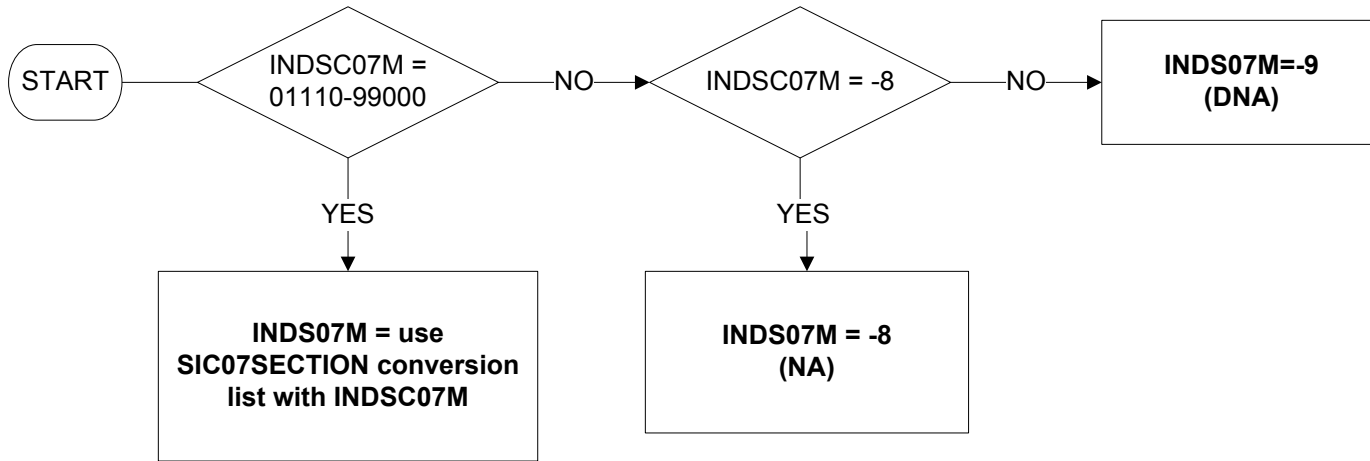 START
INDSC07M =
01110-99000
NO
INDSC07M = -8
NO
INDS07M=-9
(DNA)
YES
YES
INDS07M = use
SIC07SECTION conversion
list with INDSC07M
INDS07M = -8
(NA)